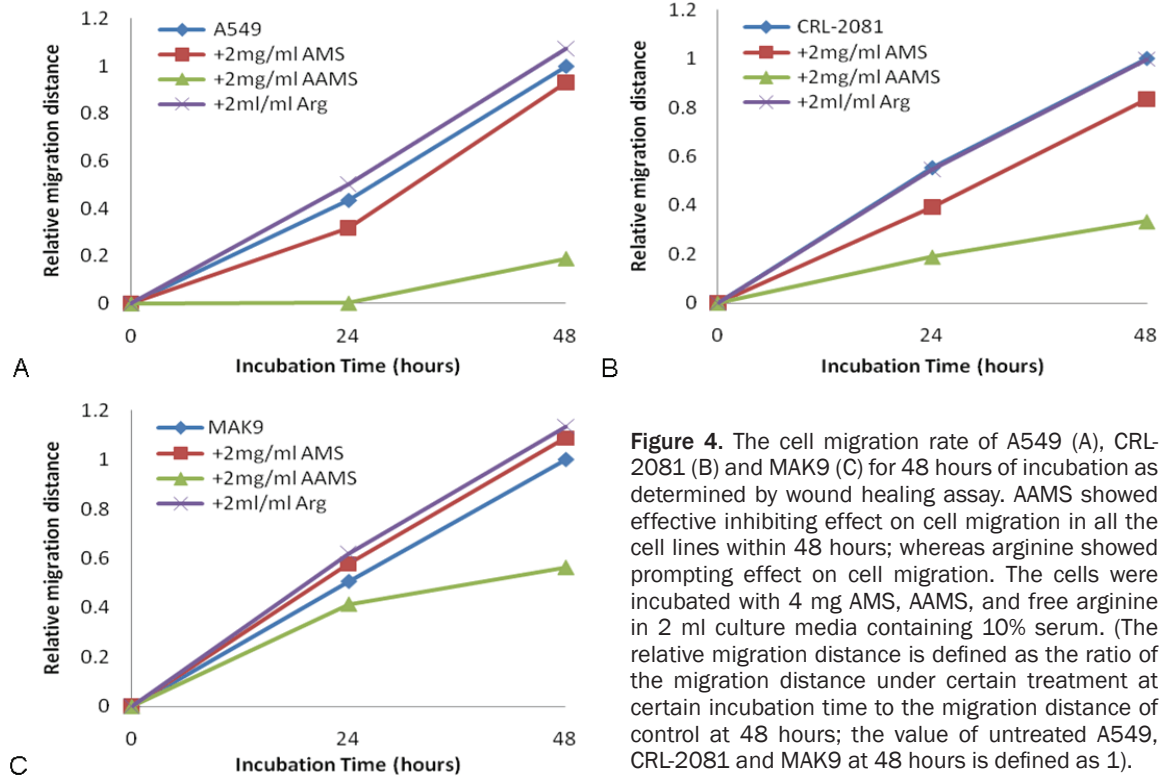 1.2
1
0.8
0.6
0.4
0.2
0
Relative migration distance
A549
+2mg/ml AMS
+2mg/ml AAMS
+2ml/ml Arg
0
24
48
Incubation Time (hours)
A
1.2
1
0.8
0.6
0.4
0.2
0
Relative migration distance
CRL-2081
+2mg/ml AMS
+2mg/ml AAMS
+2ml/ml Arg
0
24
48
Incubation Time (hours)
B
1.2
1
0.8
0.6
0.4
0.2
0
Relative migration distance
MAK9
+2mg/ml AMS
+2mg/ml AAMS
+2ml/ml Arg
0
24
48
Incubation Time (hours)
C
Figure 4. The cell migration rate of A549 (A), CRL-
2081 (B) and MAK9 (C) for 48 hours of incubation as
determined by wound healing assay. AAMS showed
effective inhibiting effect on cell migration in all the
cell lines within 48 hours; whereas arginine showed
prompting effect on cell migration. The cells were
incubated with 4 mg AMS, AAMS, and free arginine
in 2 ml culture media containing 10% serum. (The
relative migration distance is defined as the ratio of
the migration distance under certain treatment at
certain incubation time to the migration distance of
control at 48 hours; the value of untreated A549,
CRL-2081 and MAK9 at 48 hours is defined as 1).